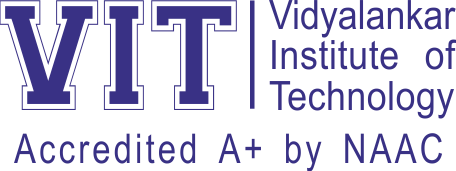 VIT
Vidyalankar
Institute of
Technology
Accredited A+ by NAAC